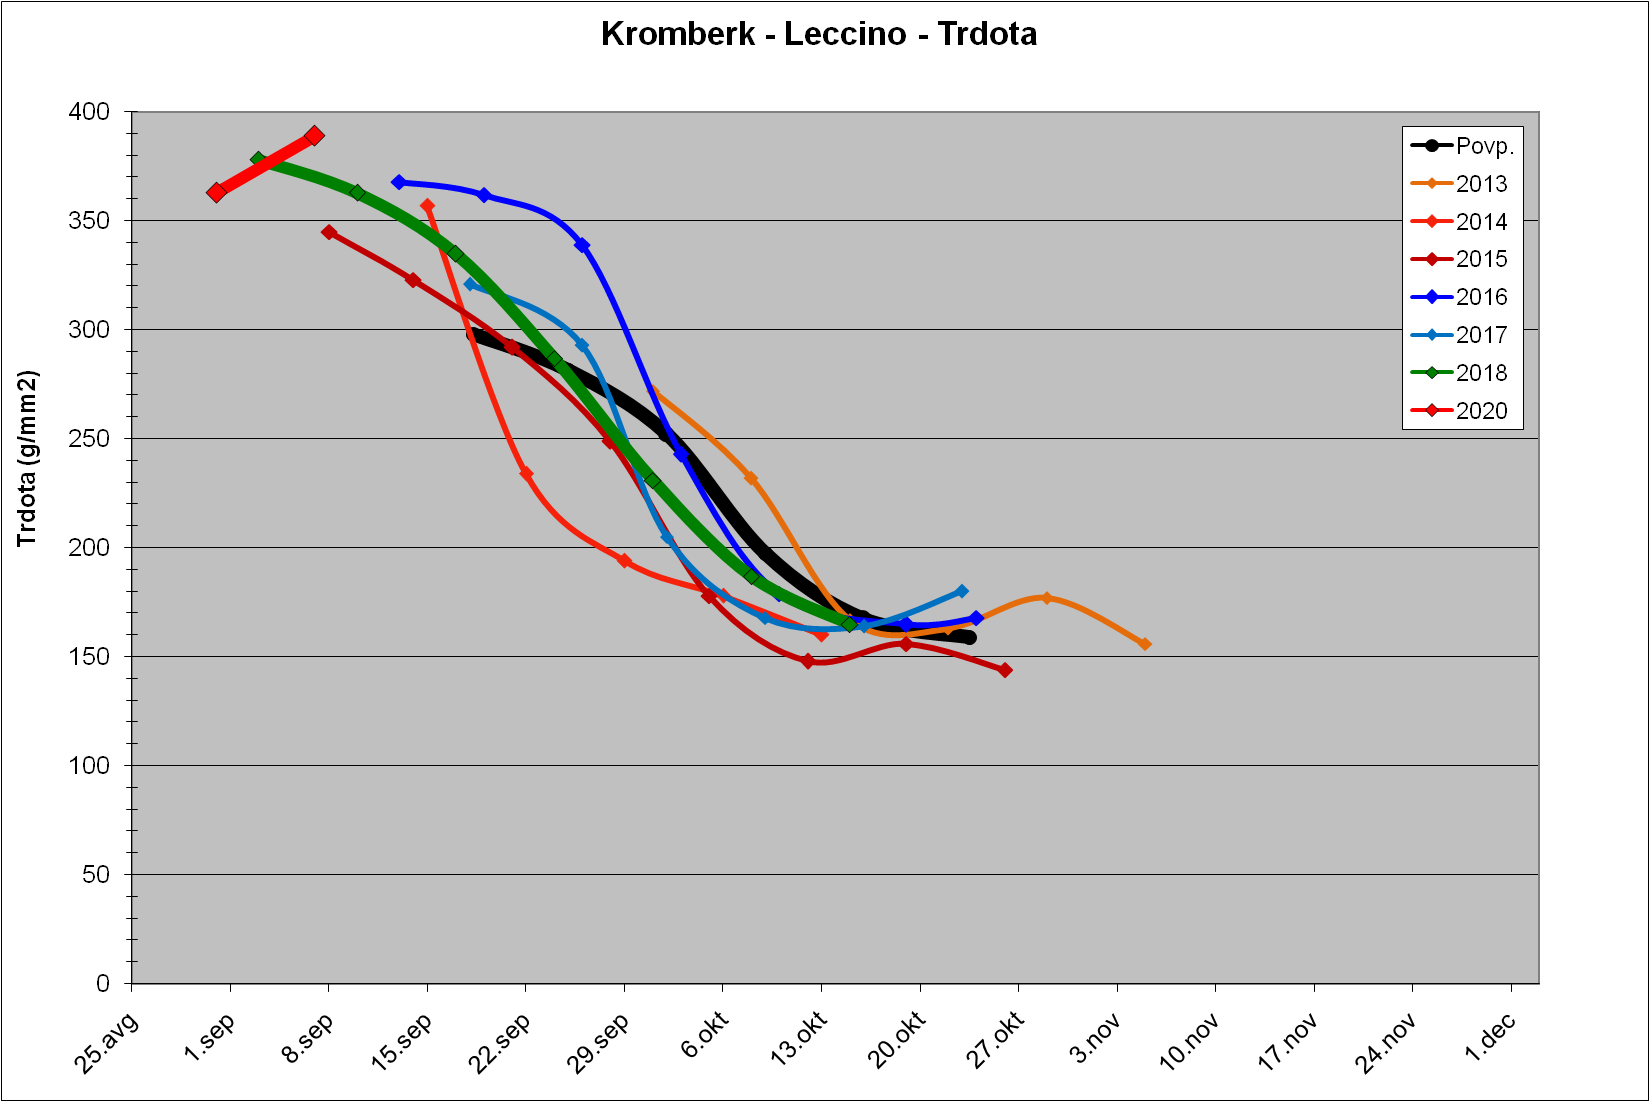 Kromberk - Leccino - Trdota
Trdota (g/mm2)
400
350
300
250
200
150
100
50
0
25.avg
1.sep
8.sep
15.sep
22.sep
29.sep
6.okt
13.okt
20.okt
27.okt
3.nov
10.nov
17.nov
24.nov
1.dec
Povp.
2013
2014
2015
2016
2017
2018
2020